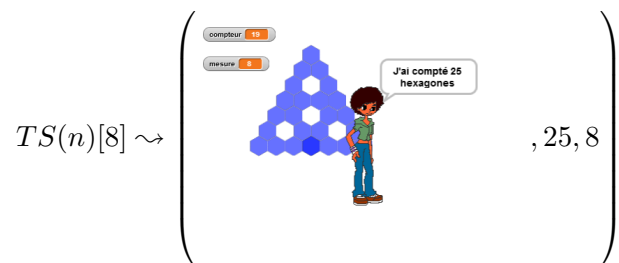 compteur 19
mesure 8
J'ai compté 25
hexagones
TS(n)[8] ⇝ ( , 25, 8 )